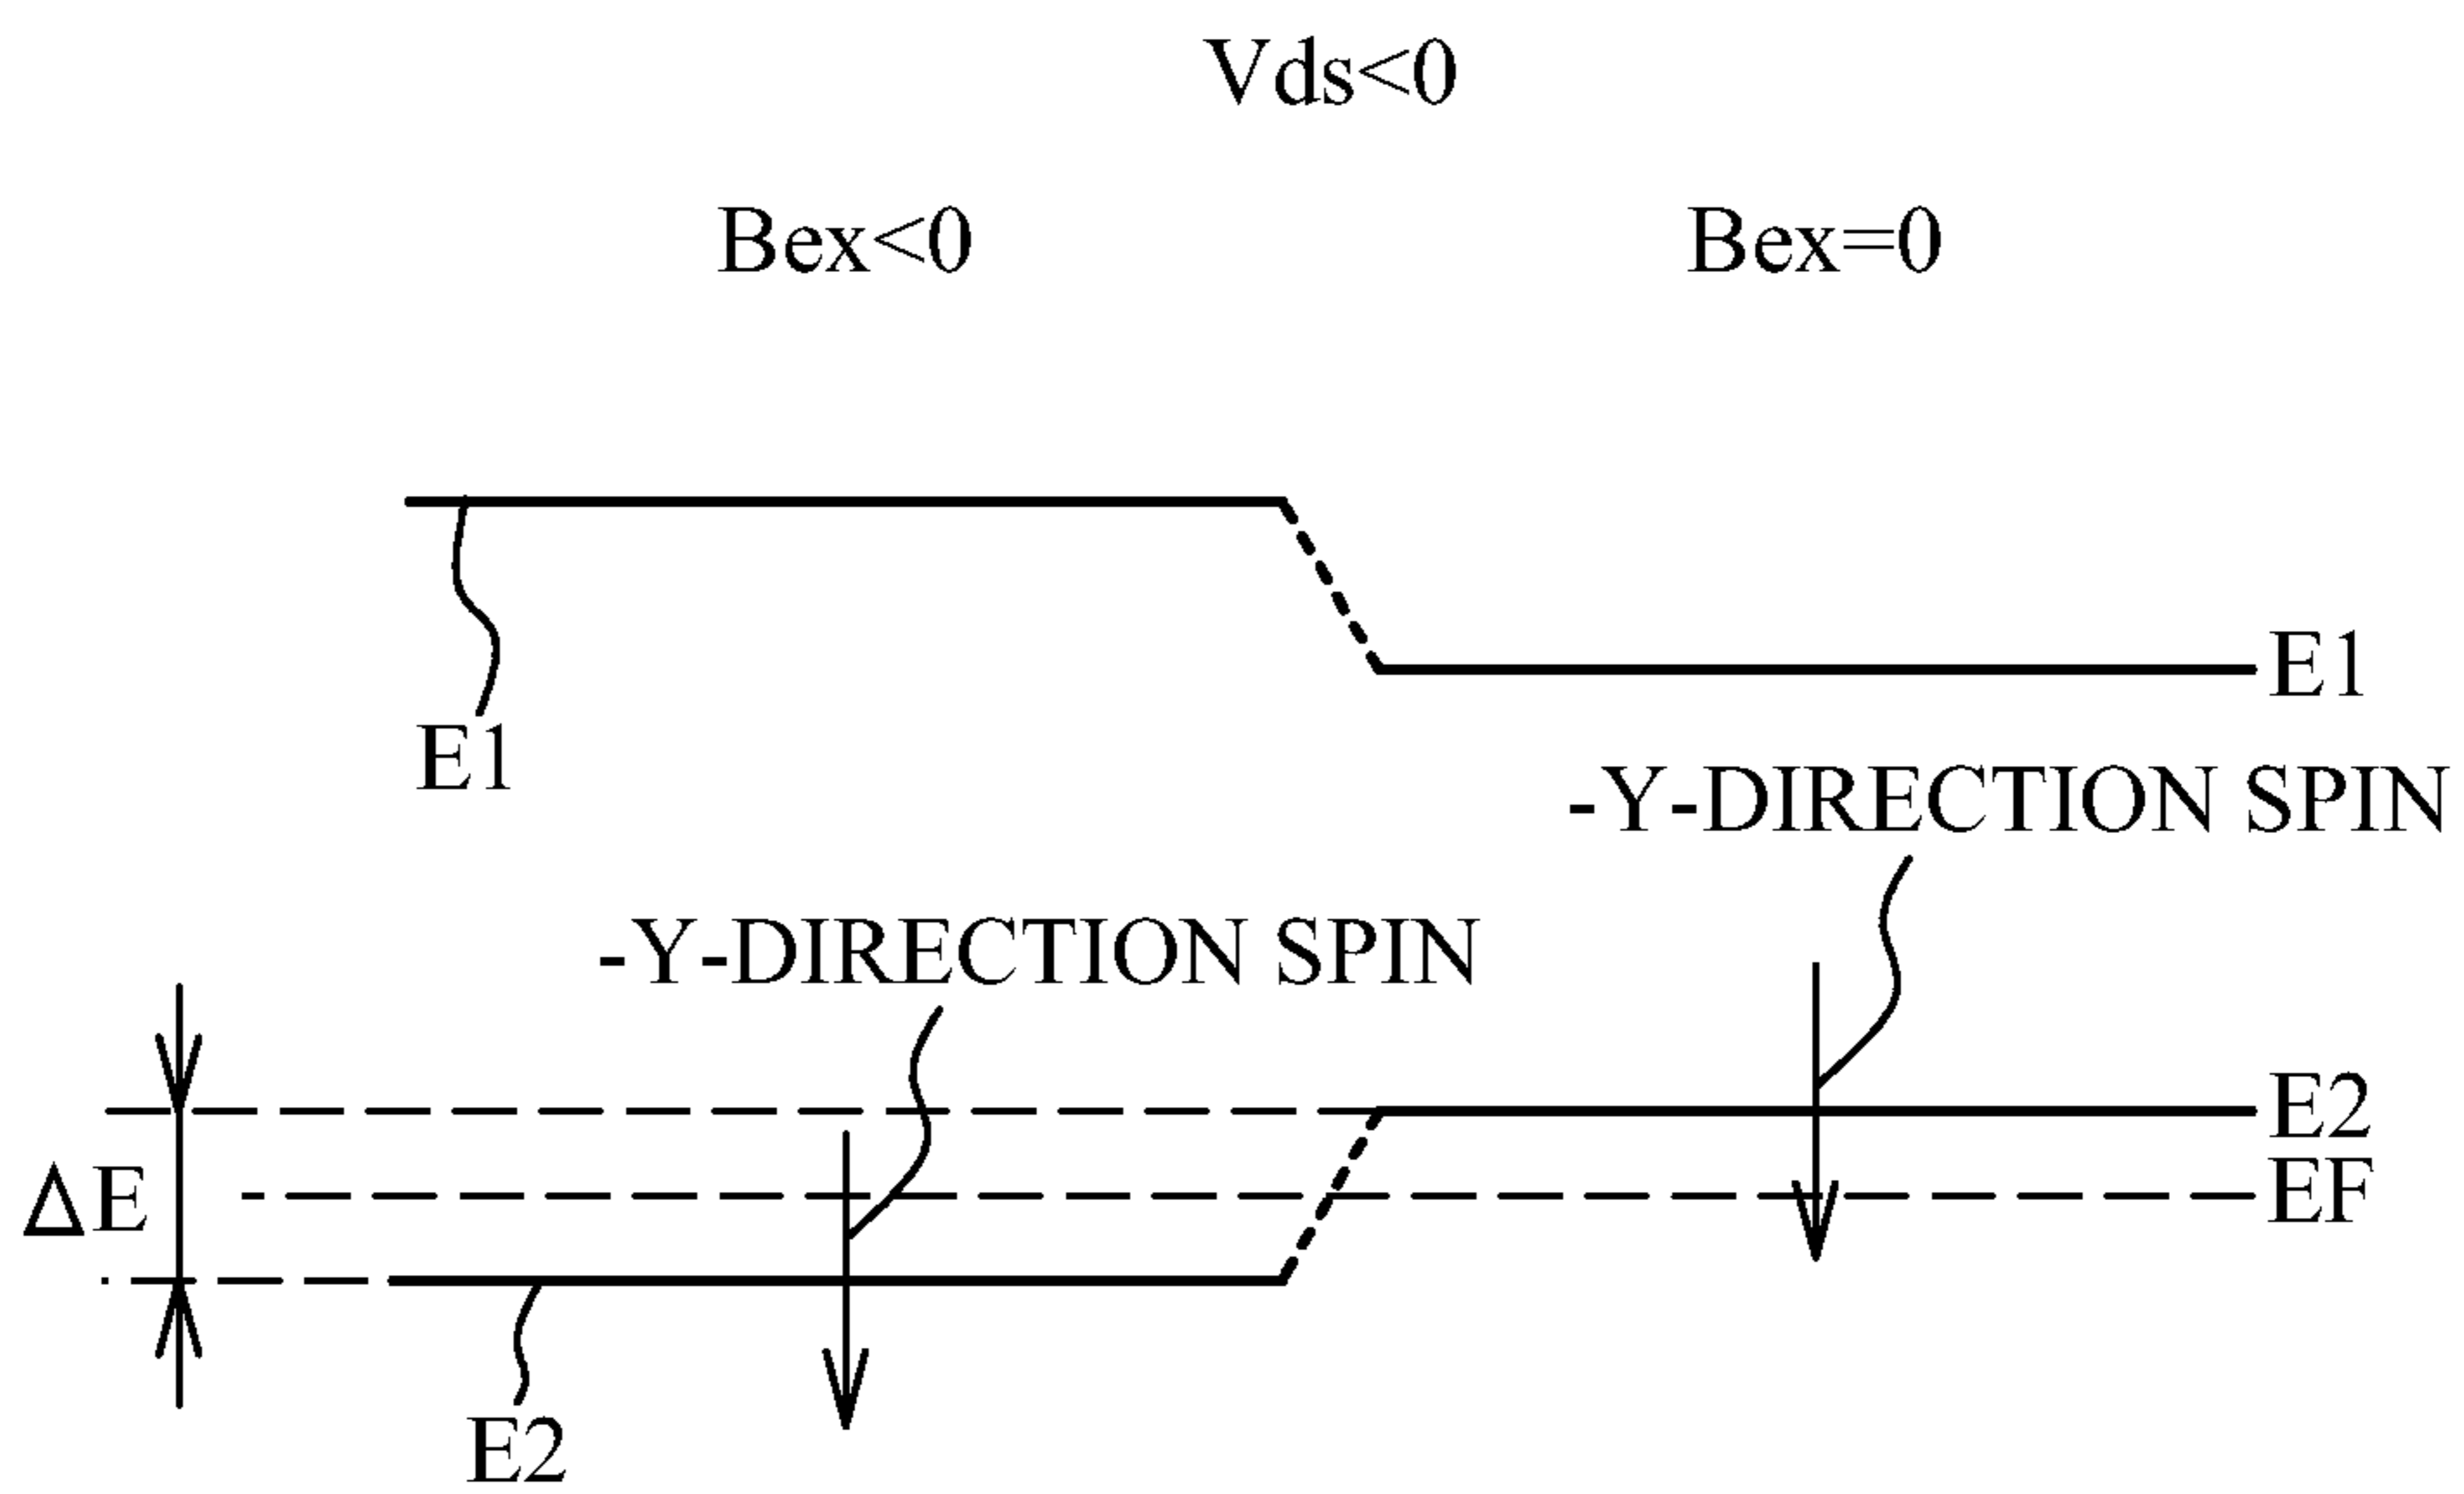 Vds<0
Bex<0 Bex=0
E1
E1
-Y-DIRECTION SPIN
-Y-DIRECTION SPIN
E2
ΔE EF
E2